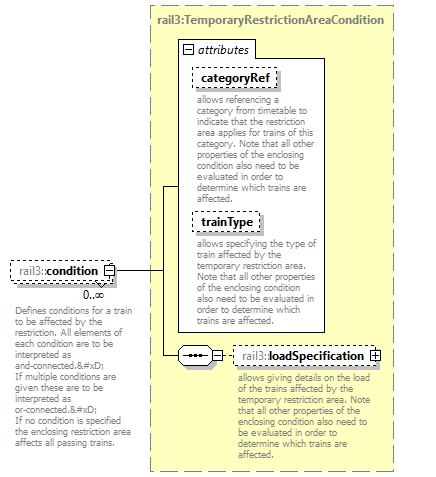 rail3:TemporaryRestrictionAreaCondition
attributes
categoryRef
allows referencing a
category from timetable to
indicate that the restriction
area applies for trains of this
category. Note that all other
properties of the enclosing
condition also need to be
evaluated in order to
determine which trains are
affected.
trainType
allows specifying the type of
train affected by the
temporary restriction area.
Note that all other properties
of the enclosing condition
also need to be evaluated in
order to determine which
trains are affected.
rail3::condition
0..∞
Defines conditions for a train
to be affected by the
restriction. All elements of
each condition are to be
interpreted as
and-connected.&#xD;
If multiple conditions are
given these are to be
interpreted as
or-connected.&#xD;
If no condition is specified
the enclosing restriction area
affects all passing trains.
rail3::loadSpecification
allows giving details on the load
of the trains affected by the
temporary restriction area. Note
that all other properties of the
enclosing condition also need to
be evaluated in order to
determine which trains are
affected.